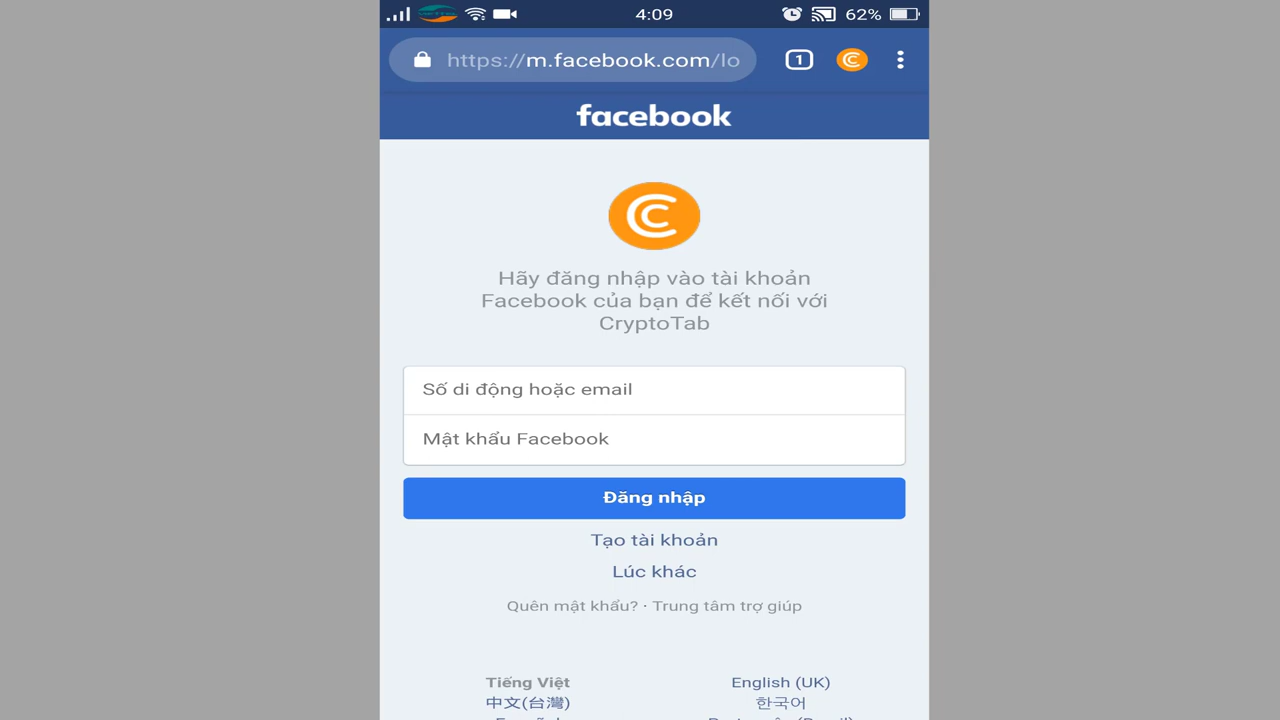 VIETTEL 4:09 62%
https://m.facebook.com/lo 1
facebook
Hãy đăng nhập vào tài khoản
Facebook của bạn để kết nối với
CryptoTab
Số di động hoặc email
Mật khẩu Facebook
Đăng nhập
Tạo tài khoản
Lúc khác
Quên mật khẩu? · Trung tâm trợ giúp
Tiếng Việt English (UK)
中文(台灣) 한국어